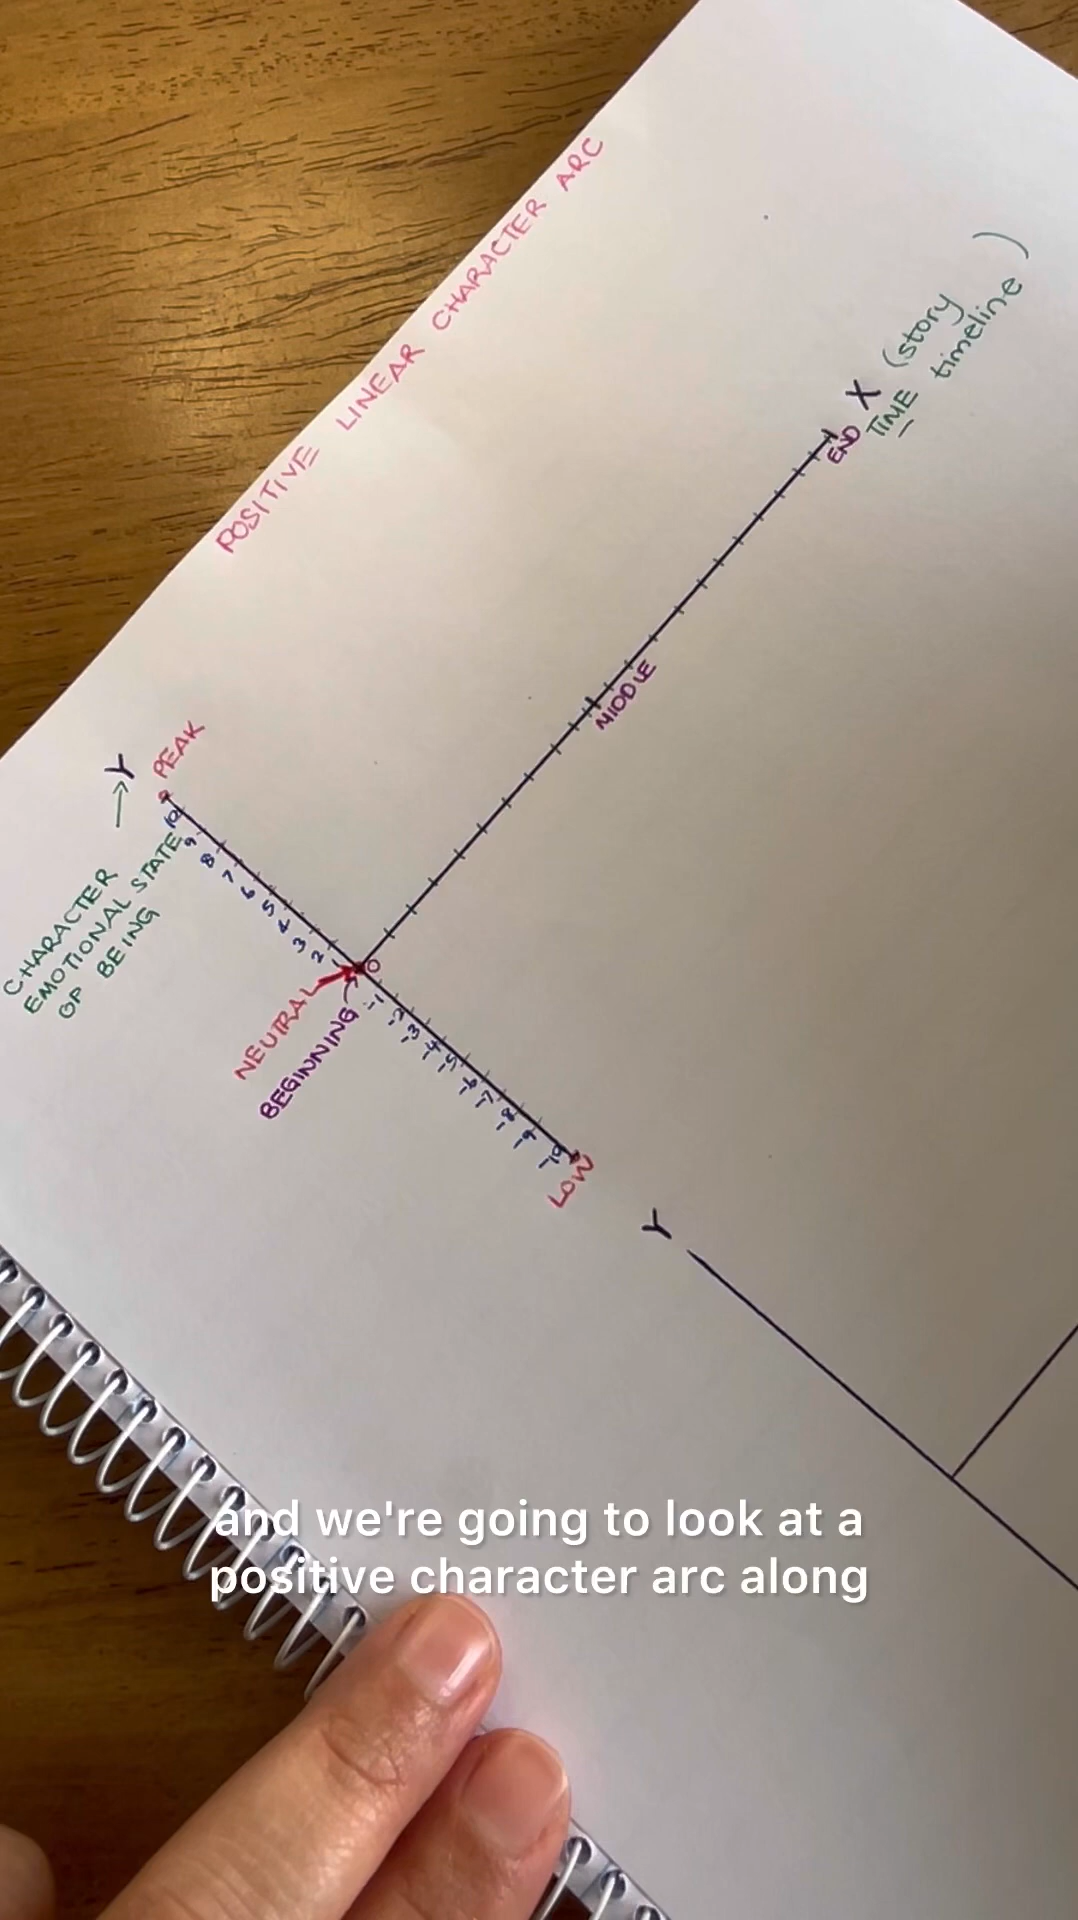 POSITIVE LINEAR CHARACTER ARC
Y
PEAK
CHARACTER
EMOTIONAL STATE
OF BEING
10
9
8
7
6
5
4
3
2
1
0
-1
-2
-3
-4
-5
-6
-7
-8
-9
-10
LOW
NEUTRAL
BEGINNING
MIDDLE
END
X
TIME (story
timeline)
Y
and we're going to look at a
positive character arc along